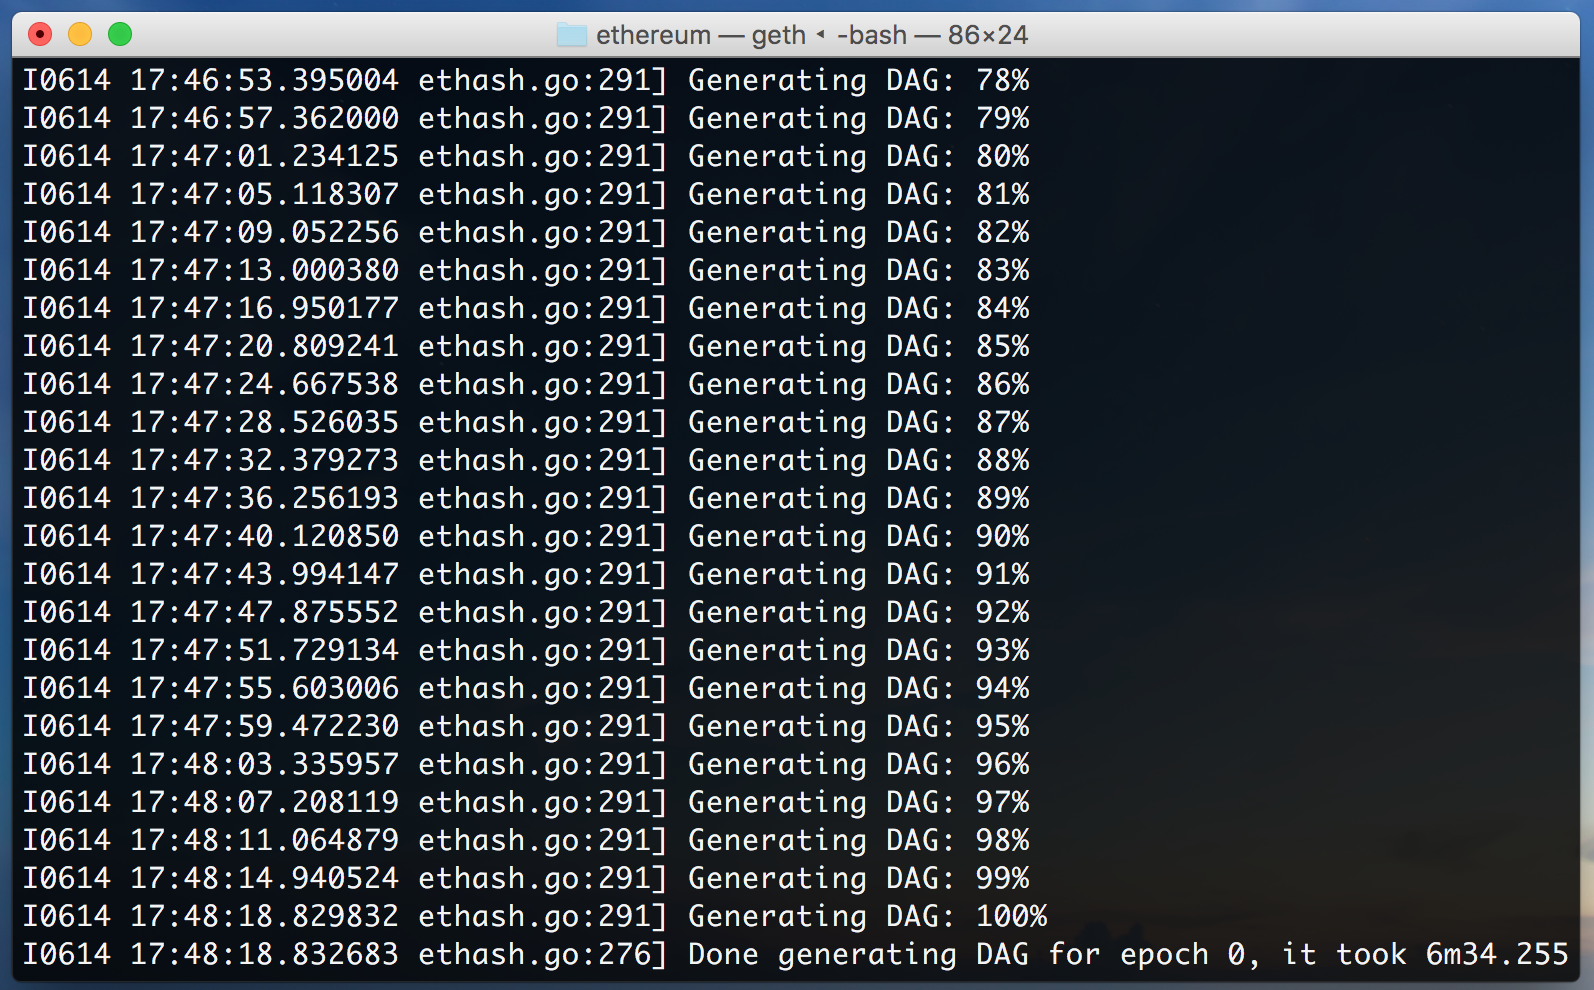 ethereum — geth ◂ -bash — 86×24
I0614 17:46:53.395004 ethash.go:291] Generating DAG: 78%
I0614 17:46:57.362000 ethash.go:291] Generating DAG: 79%
I0614 17:47:01.234125 ethash.go:291] Generating DAG: 80%
I0614 17:47:05.118307 ethash.go:291] Generating DAG: 81%
I0614 17:47:09.052256 ethash.go:291] Generating DAG: 82%
I0614 17:47:13.000380 ethash.go:291] Generating DAG: 83%
I0614 17:47:16.950177 ethash.go:291] Generating DAG: 84%
I0614 17:47:20.809241 ethash.go:291] Generating DAG: 85%
I0614 17:47:24.667538 ethash.go:291] Generating DAG: 86%
I0614 17:47:28.526035 ethash.go:291] Generating DAG: 87%
I0614 17:47:32.379273 ethash.go:291] Generating DAG: 88%
I0614 17:47:36.256193 ethash.go:291] Generating DAG: 89%
I0614 17:47:40.120850 ethash.go:291] Generating DAG: 90%
I0614 17:47:43.994147 ethash.go:291] Generating DAG: 91%
I0614 17:47:47.875552 ethash.go:291] Generating DAG: 92%
I0614 17:47:51.729134 ethash.go:291] Generating DAG: 93%
I0614 17:47:55.603006 ethash.go:291] Generating DAG: 94%
I0614 17:47:59.472230 ethash.go:291] Generating DAG: 95%
I0614 17:48:03.335957 ethash.go:291] Generating DAG: 96%
I0614 17:48:07.208119 ethash.go:291] Generating DAG: 97%
I0614 17:48:11.064879 ethash.go:291] Generating DAG: 98%
I0614 17:48:14.940524 ethash.go:291] Generating DAG: 99%
I0614 17:48:18.829832 ethash.go:291] Generating DAG: 100%
I0614 17:48:18.832683 ethash.go:276] Done generating DAG for epoch 0, it took 6m34.255